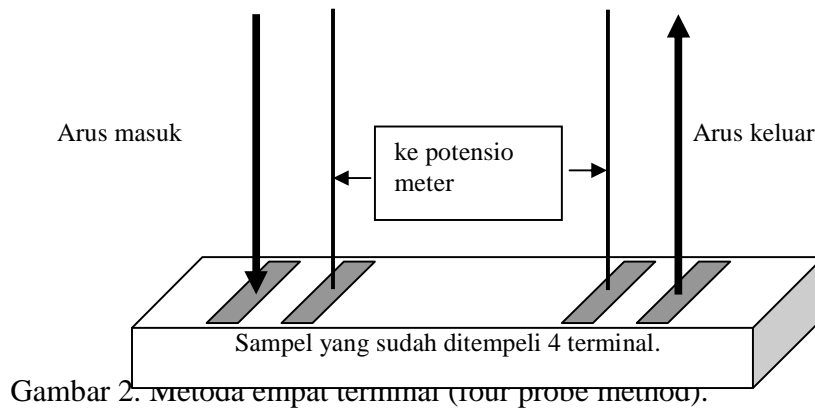 Arus masuk
ke potensio
meter
Arus keluar
Sampel yang sudah ditempeli 4 terminal.
Gambar 2. Metoda empat terminal (four probe method).